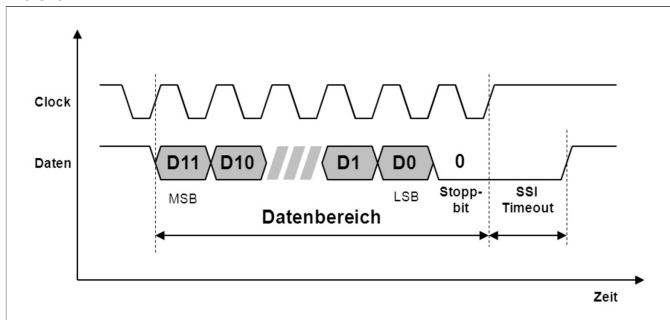 Clock
Daten
D11
D10
D1
D0
0
MSB
LSB
Stopp-
bit
SSI
Timeout
Datenbereich
Zeit